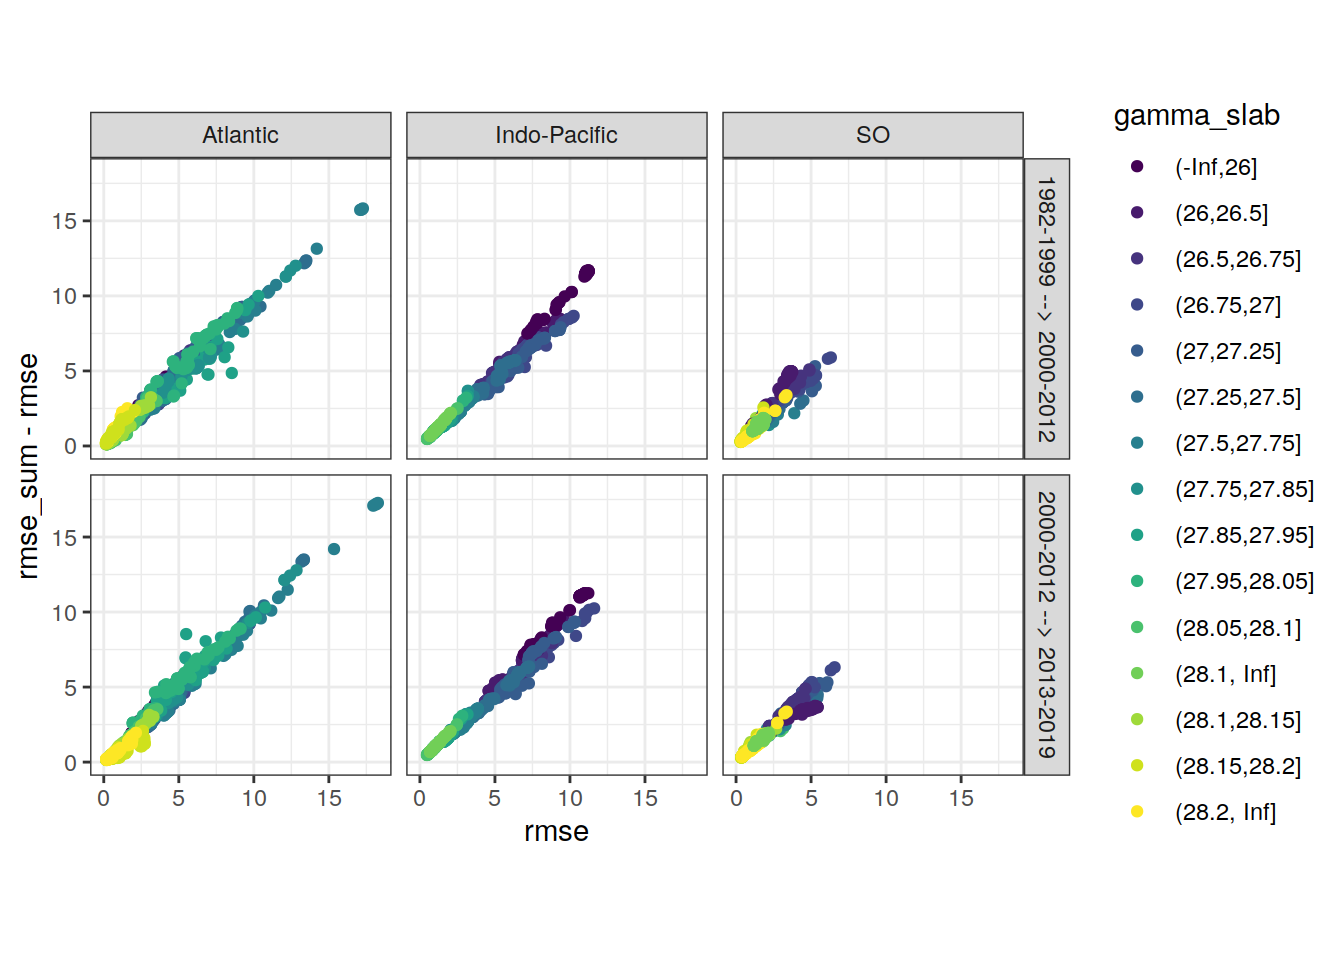 Atlantic
Indo-Pacific
SO
gamma_slab
(-Inf,26]
(26,26.5]
(26.5,26.75]
(26.75,27]
(27,27.25]
(27.25,27.5]
(27.5,27.75]
(27.75,27.85]
(27.85,27.95]
(27.95,28.05]
(28.05,28.1]
(28.1, Inf]
(28.1,28.15]
(28.15,28.2]
(28.2, Inf]
1982-1999 --> 2000-2012
2000-2012 --> 2013-2019
rmse_sum - rmse
15
10
5
0
15
10
5
0
0 5 10 15 0 5 10 15 0 5 10 15
rmse